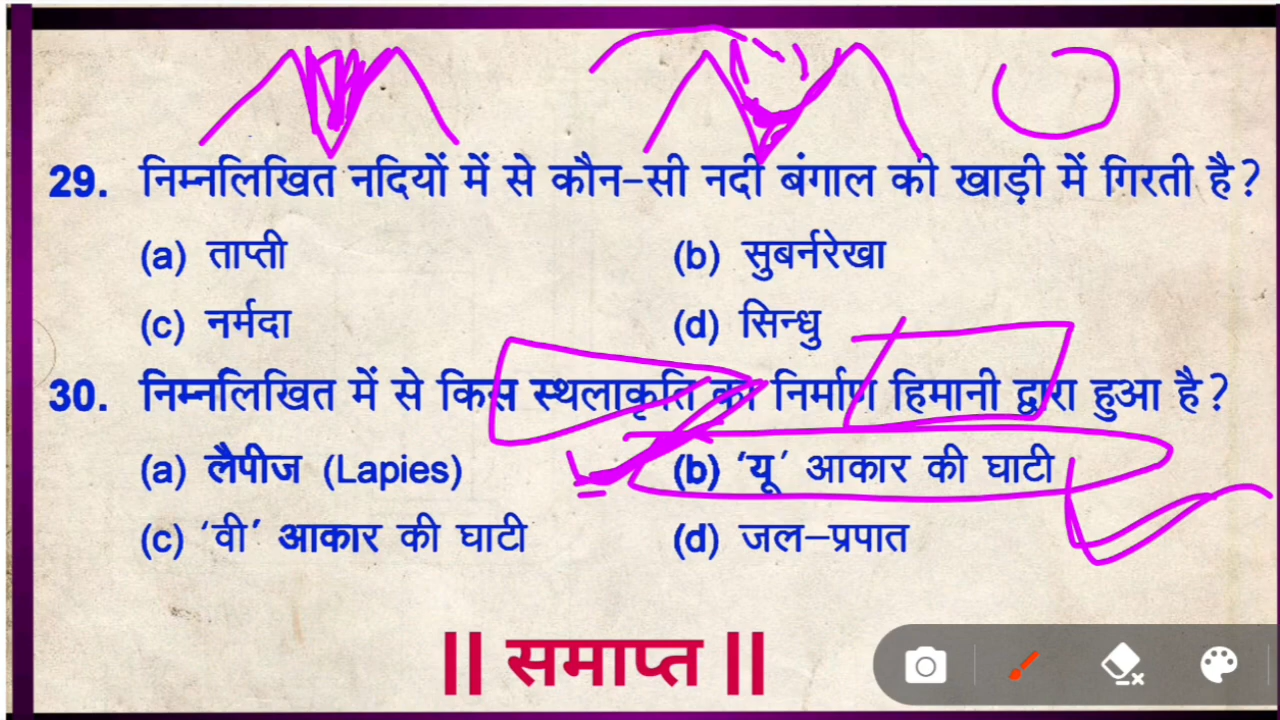 29. निम्नलिखित नदियों में से कौन-सी नदी बंगाल की खाड़ी में गिरती है?
(a) ताप्ती (b) सुबर्नरेखा
(c) नर्मदा (d) सिन्धु
30. निम्नलिखित में से किस स्थलाकृति का निर्माण हिमानी द्वारा हुआ है?
(a) लैपीज (Lapies) (b) 'यू' आकार की घाटी
(c) 'वी' आकार की घाटी (d) जल-प्रपात
|| समाप्त ||